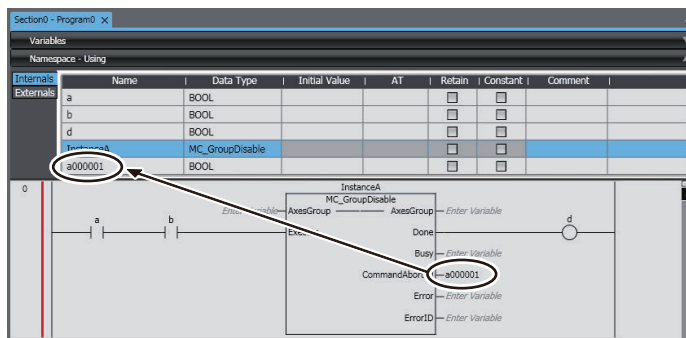 Section0 - Program0 ×
Variables
Namespace - Using
Internals Name Data Type Initial Value AT Retain Constant Comment
Externals
a BOOL
b BOOL
d BOOL
InstanceA MC_GroupDisable
a000001 BOOL
0 InstanceA
MC_GroupDisable
Enter Variable AxesGroup AxesGroup Enter Variable
a b Execute Done d
Busy Enter Variable
CommandAborted a000001
Error Enter Variable
ErrorID Enter Variable